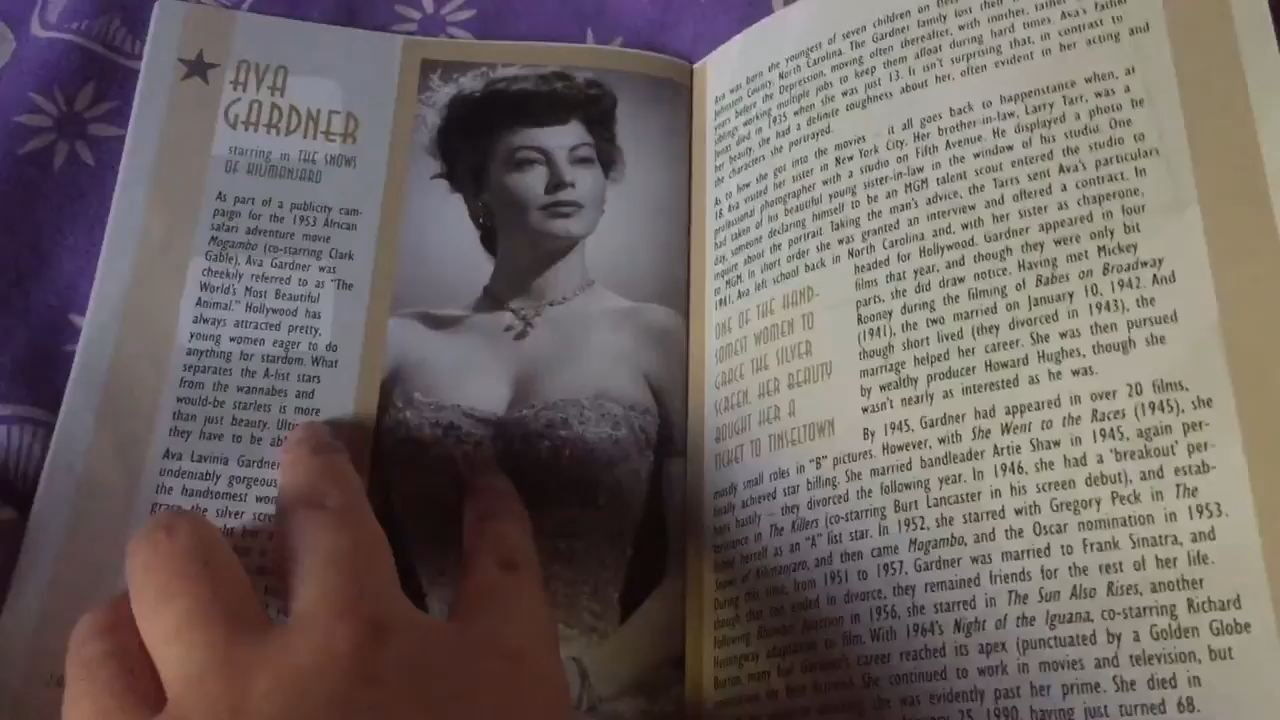 AVA
GARDNER
starring in THE SNOWS
OF KILIMANJARO
As part of a publicity cam-
paign for the 1953 African
safari adventure movie
Mogambo (co-starring Clark
Gable), Ava Gardner was
cheekily referred to as "The
World's Most Beautiful
Animal." Hollywood has
always attracted pretty,
young women eager to do
anything for stardom. What
separates the A-list stars
from the wannabes and
would-be starlets is more
than just beauty.
they have to be
Ava Lavinia Gardner
undeniably gorgeous
the handsomest
the silver
Ava was born the youngest of seven children on
Johnston County, North Carolina. The Gardner family lost their
years before the Depression, moving often thereafter, with mother, father
siblings working multiple jobs to keep them afloat during hard times. Ava's father
Jonas died in 1935 when she was just 13. It isn't surprising that, in contrast to
her beauty, she had a definite toughness about her, often evident in her acting and
the characters she portrayed.
As to how she got into the movies – it all goes back to happenstance when, at
18, Ava visited her sister in New York City. Her brother-in-law, Larry Tarr, was a
professional photographer with a studio on Fifth Avenue. He displayed a photo he
had taken of his beautiful young sister-in-law in the window of his studio. One
day, someone declaring himself to be an MGM talent scout entered the studio to
inquire about the portrait. Taking the man's advice, the Tarrs sent Ava's particulars
to MGM. In short order she was granted an interview and offered a contract. In
1941, Ava left school back in North Carolina and, with her sister as chaperone,
headed for Hollywood. Gardner appeared in four
films that year, and though they were only bit
parts, she did draw notice. Having met Mickey
Rooney during the filming of Babes on Broadway
(1941), the two married on January 10, 1942. And
though short lived (they divorced in 1943), the
marriage helped her career. She was then pursued
by wealthy producer Howard Hughes, though she
wasn't nearly as interested as he was.
ONE OF THE HAND-
SOMEST WOMEN TO
GRACE THE SILVER
SCREEN, HER BEAUTY
BOUGHT HER A
TICKET TO TINSELTOWN
By 1945, Gardner had appeared in over 20 films,
mostly small roles in "B" pictures. However, with She Went to the Races (1945), she
finally achieved star billing. She married bandleader Artie Shaw in 1945, again per-
haps hastily – they divorced the following year. In 1946, she had a 'breakout' per-
formance in The Killers (co-starring Burt Lancaster in his screen debut), and estab-
lished herself as an "A" list star. In 1952, she starred with Gregory Peck in The
Snows of Kilimanjaro, and then came Mogambo, and the Oscar nomination in 1953.
During this time, from 1951 to 1957, Gardner was married to Frank Sinatra, and
though that too ended in divorce, they remained friends for the rest of her life.
Following Bhowani Junction in 1956, she starred in The Sun Also Rises, another
Hemingway adaptation to film. With 1964's Night of the Iguana, co-starring Richard
Burton, many feel Gardner's career reached its apex (punctuated by a Golden Globe
She continued to work in movies and television, but
she was evidently past her prime. She died in
25, 1990, having just turned 68.